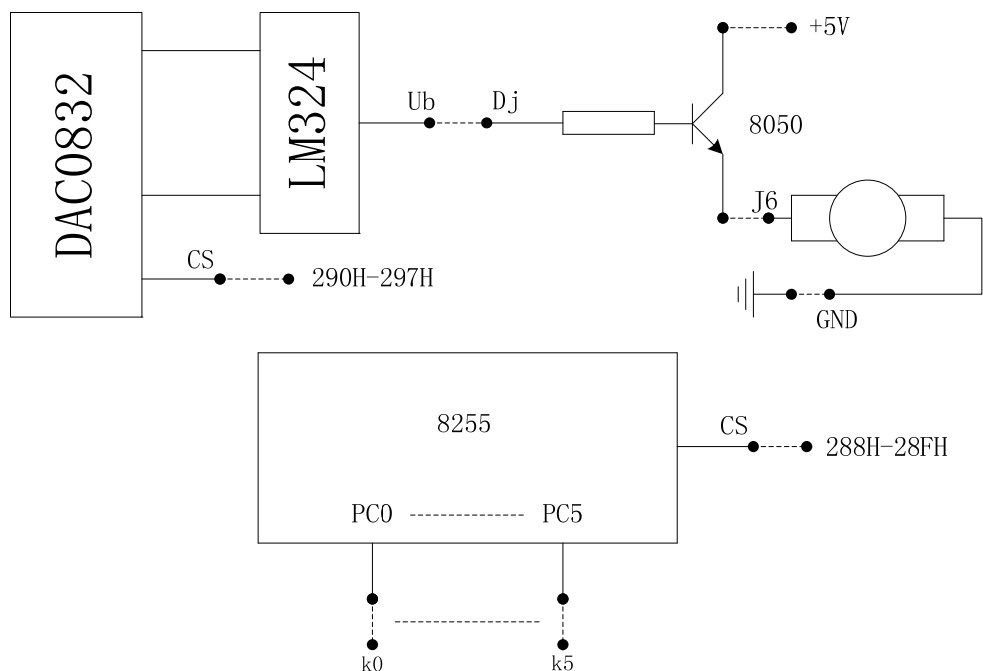 DAC0832
LM324
Ub
Dj
+5V
8050
J6
CS
290H-297H
GND
8255
CS
288H-28FH
PC0
PC5
k0
k5